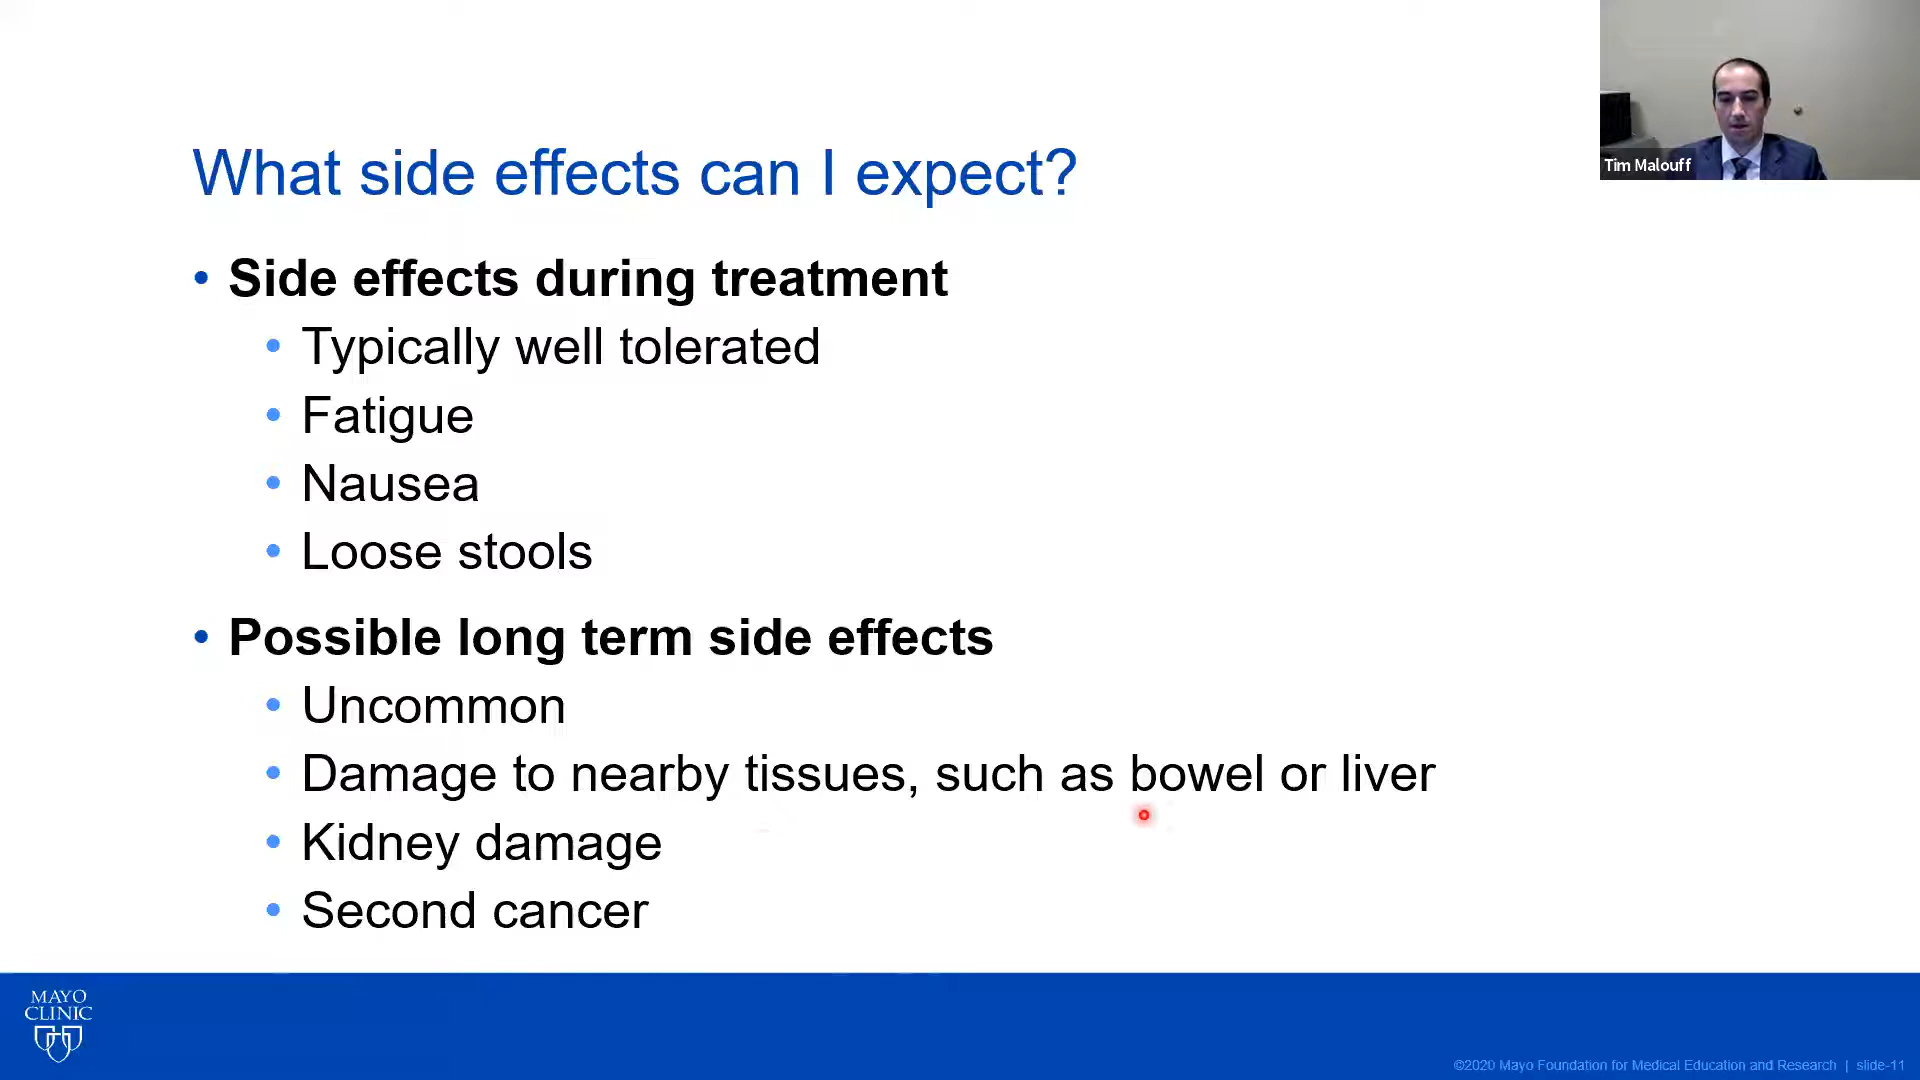 Tim Malouff
What side effects can I expect?
• Side effects during treatment
• Typically well tolerated
• Fatigue
• Nausea
• Loose stools
• Possible long term side effects
• Uncommon
• Damage to nearby tissues, such as bowel or liver
• Kidney damage
• Second cancer
MAYO
CLINIC
©2020 Mayo Foundation for Medical Education and Research | slide-11